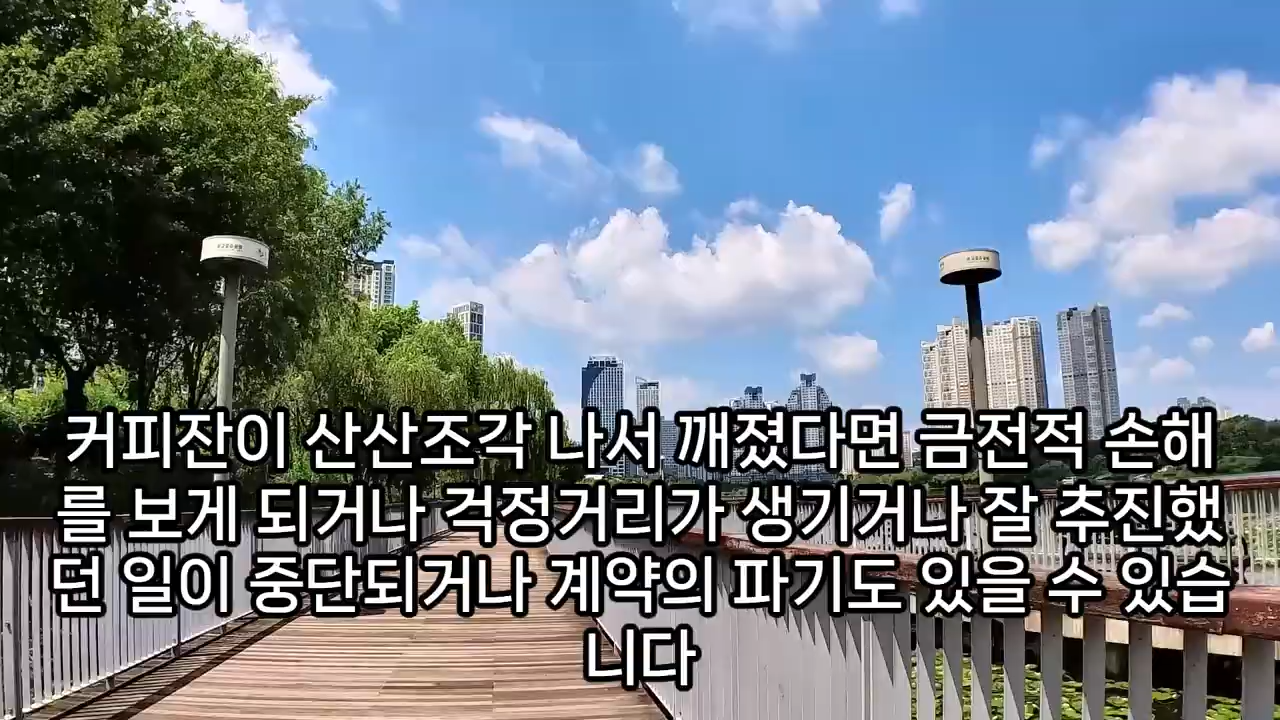 커피잔이 산산조각 나서 깨졌다면 금전적 손해
를 보게 되거나 걱정거리가 생기거나 잘 추진했
던 일이 중단되거나 계약의 파기도 있을 수 있습
니다